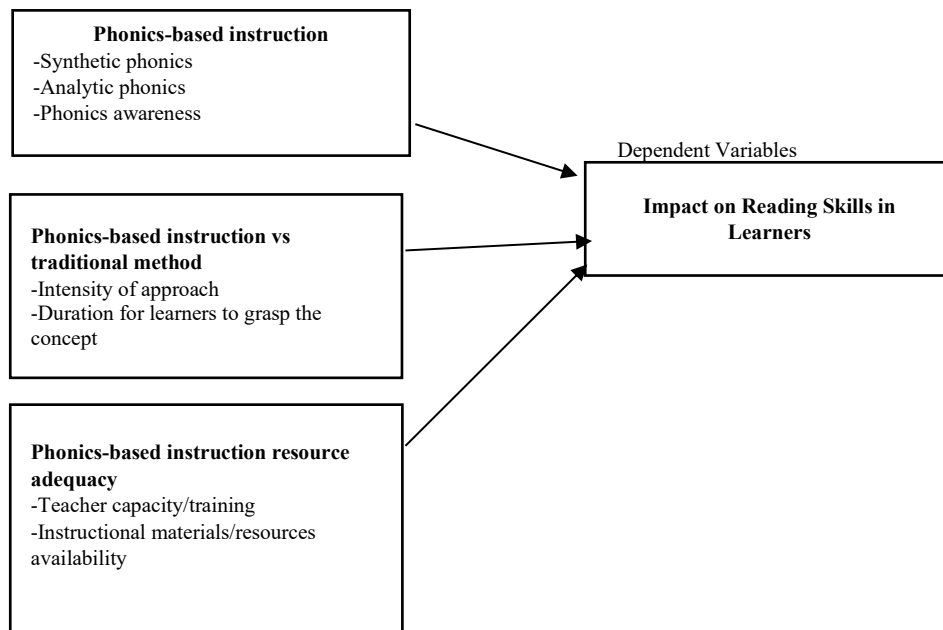 Phonics-based instruction
-Synthetic phonics
-Analytic phonics
-Phonics awareness
Dependent Variables
Impact on Reading Skills in
Learners
Phonics-based instruction vs
traditional method
-Intensity of approach
-Duration for learners to grasp the
concept
Phonics-based instruction resource
adequacy
-Teacher capacity/training
-Instructional materials/resources
availability